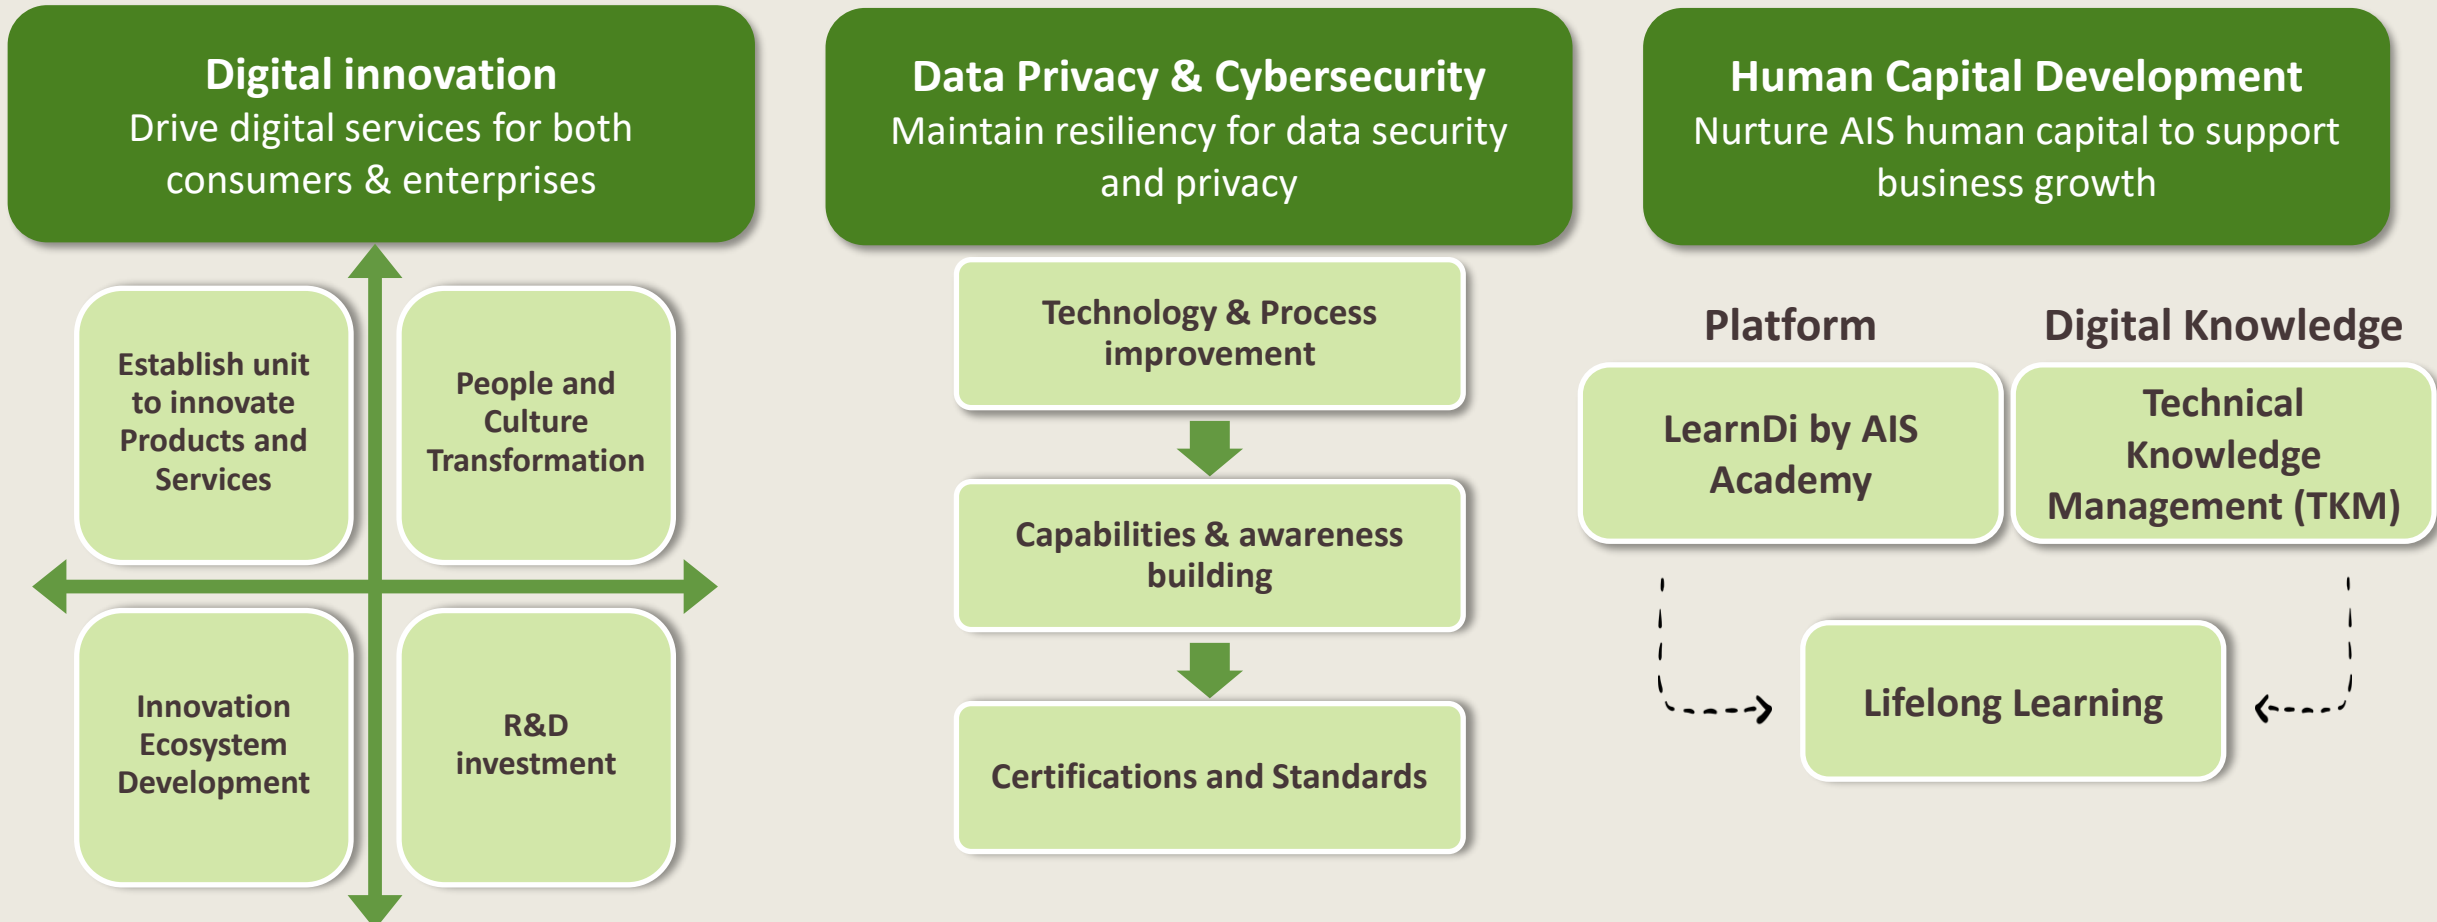 Digital innovation
Drive digital services for both
consumers & enterprises
Establish unit
to innovate
Products and
Services
People and
Culture
Transformation
Innovation
Ecosystem
Development
R&D
investment
Data Privacy & Cybersecurity
Maintain resiliency for data security
and privacy
Technology & Process
improvement
Capabilities & awareness
building
Certifications and Standards
Human Capital Development
Nurture AIS human capital to support
business growth
Platform
LearnDi by AIS
Academy
Digital Knowledge
Technical
Knowledge
Management (TKM)
Lifelong Learning